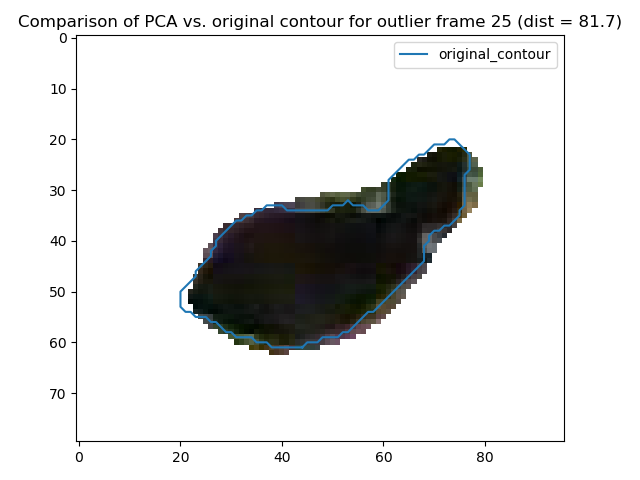 Comparison of PCA vs. original contour for outlier frame 25 (dist = 81.7)
original_contour
0
10
20
30
40
50
60
70
0 20 40 60 80